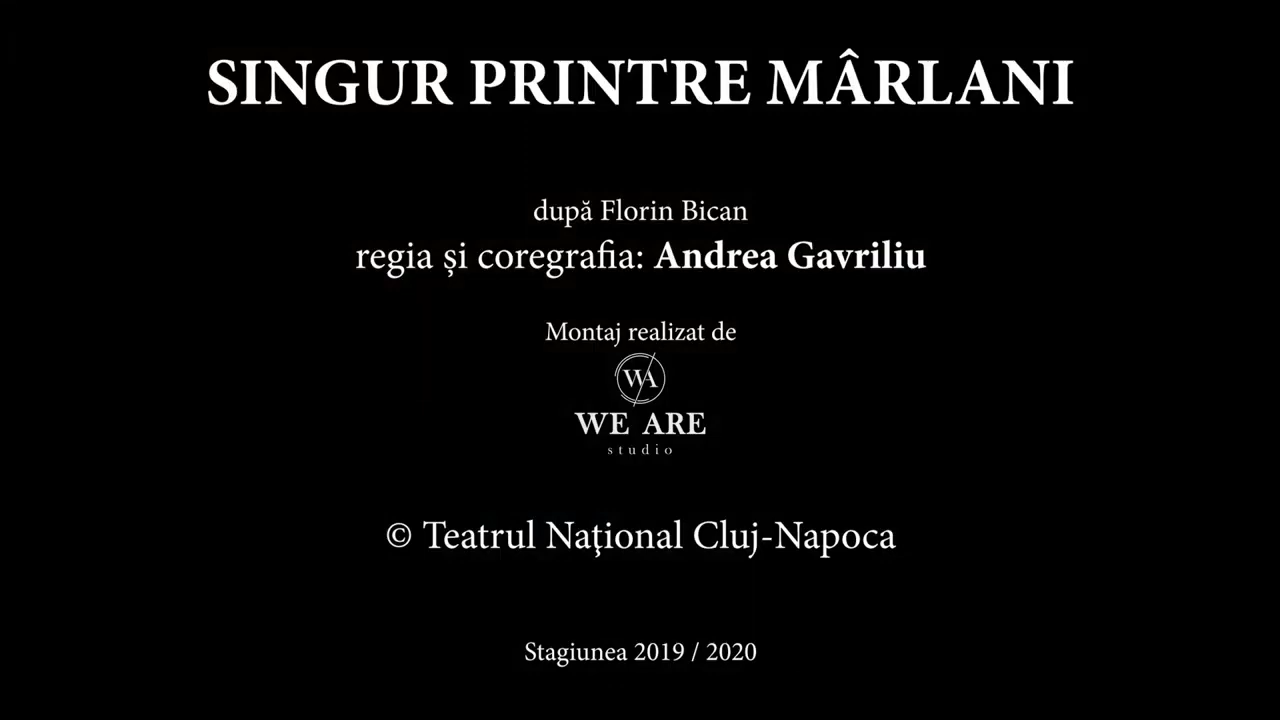 SINGUR PRINTRE MÂRLANI
după Florin Bican
regia și coregrafia: Andrea Gavriliu
Montaj realizat de
WA
WE ARE
studio
© Teatrul Naţional Cluj-Napoca
Stagiunea 2019 / 2020